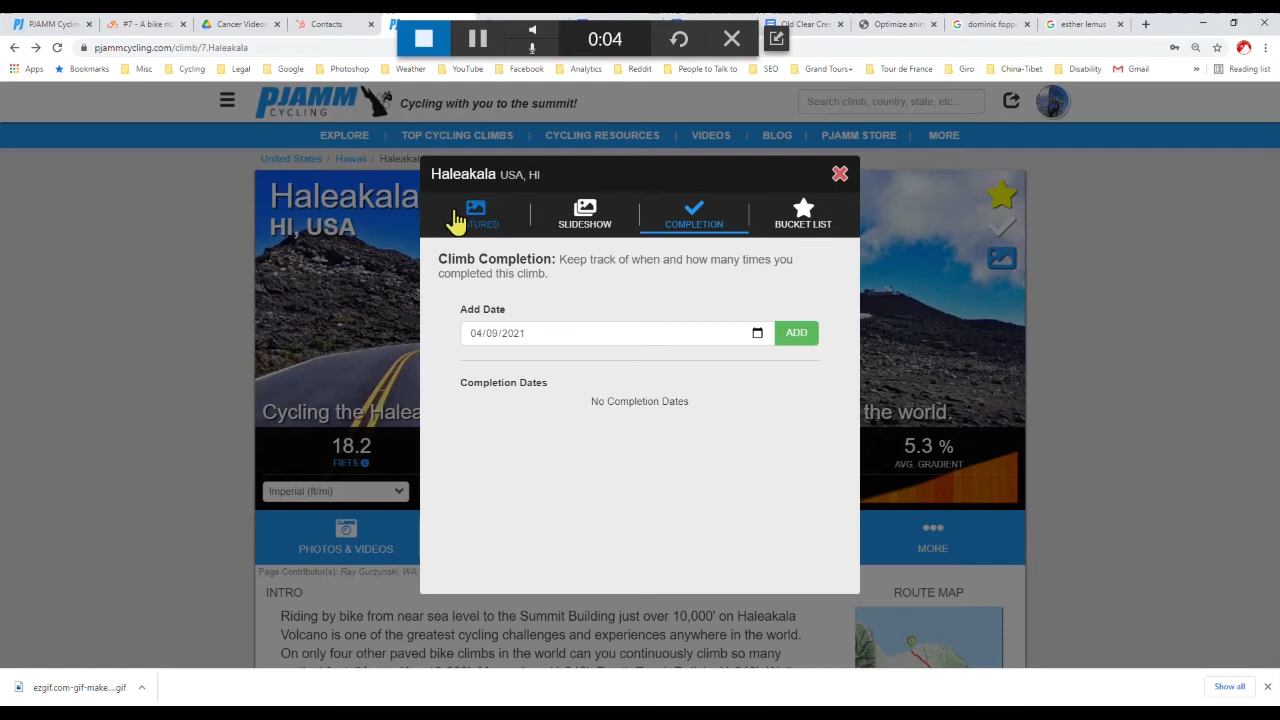 PJAMM Cyclin
#7 - A bike rid
Cancer Videos
Contacts
0:04
Old Clear Cree
Optimize anim
dominic foppo
esther lemus -
pjammcycling.com/climb/7.Haleakala
Apps
Bookmarks
Misc
Cycling
Legal
Google
Photoshop
Weather
YouTube
Facebook
Analytics
Reddit
People to Talk to
SEO
Grand Tours+
Tour de France
Giro
China-Tibet
Disability
Gmail
»
Reading list
PJAMM
CYCLING
Cycling with you to the summit!
Search climb, country, state, etc...
EXPLORE | TOP CYCLING CLIMBS | CYCLING RESOURCES | VIDEOS | BLOG | PJAMM STORE | MORE
United States / Hawaii / Haleakal
Haleakala
HI, USA
Haleakala USA, HI
TURED
SLIDESHOW
COMPLETION
BUCKET LIST
Climb Completion: Keep track of when and how many times you
completed this climb.
Add Date
04/09/2021
ADD
Completion Dates
No Completion Dates
Cycling the Halea
the world.
18.2
FIETS
5.3 %
AVG. GRADIENT
Imperial (ft/mi)
PHOTOS & VIDEOS
MORE
Page Contributor(s): Ray Gurzynski, WA;
INTRO
ROUTE MAP
Riding by bike from near sea level to the Summit Building just over 10,000' on Haleakala
Volcano is one of the greatest cycling challenges and experiences anywhere in the world.
On only four other paved bike climbs in the world can you continuously climb so many
ezgif.com-gif-make....gif
Show all